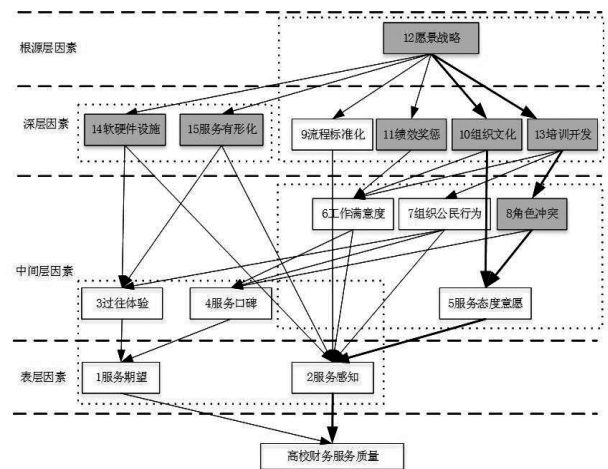 12愿景战略
根源层因素
深层因素
14软硬件设施 15服务有形化 9流程标准化 11绩效奖惩 10组织文化 13培训开发
6工作满意度 7组织公民行为 8角色冲突
中间层因素
3过往体验 4服务口碑 5服务态度意愿
表层因素
1服务期望 2服务感知
高校财务服务质量